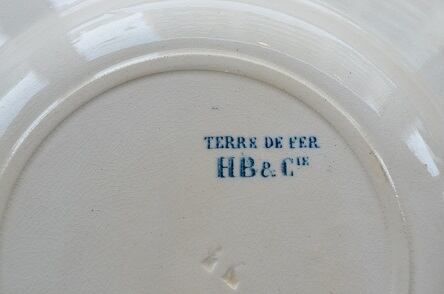 TERRE DE FER
HB & CIE